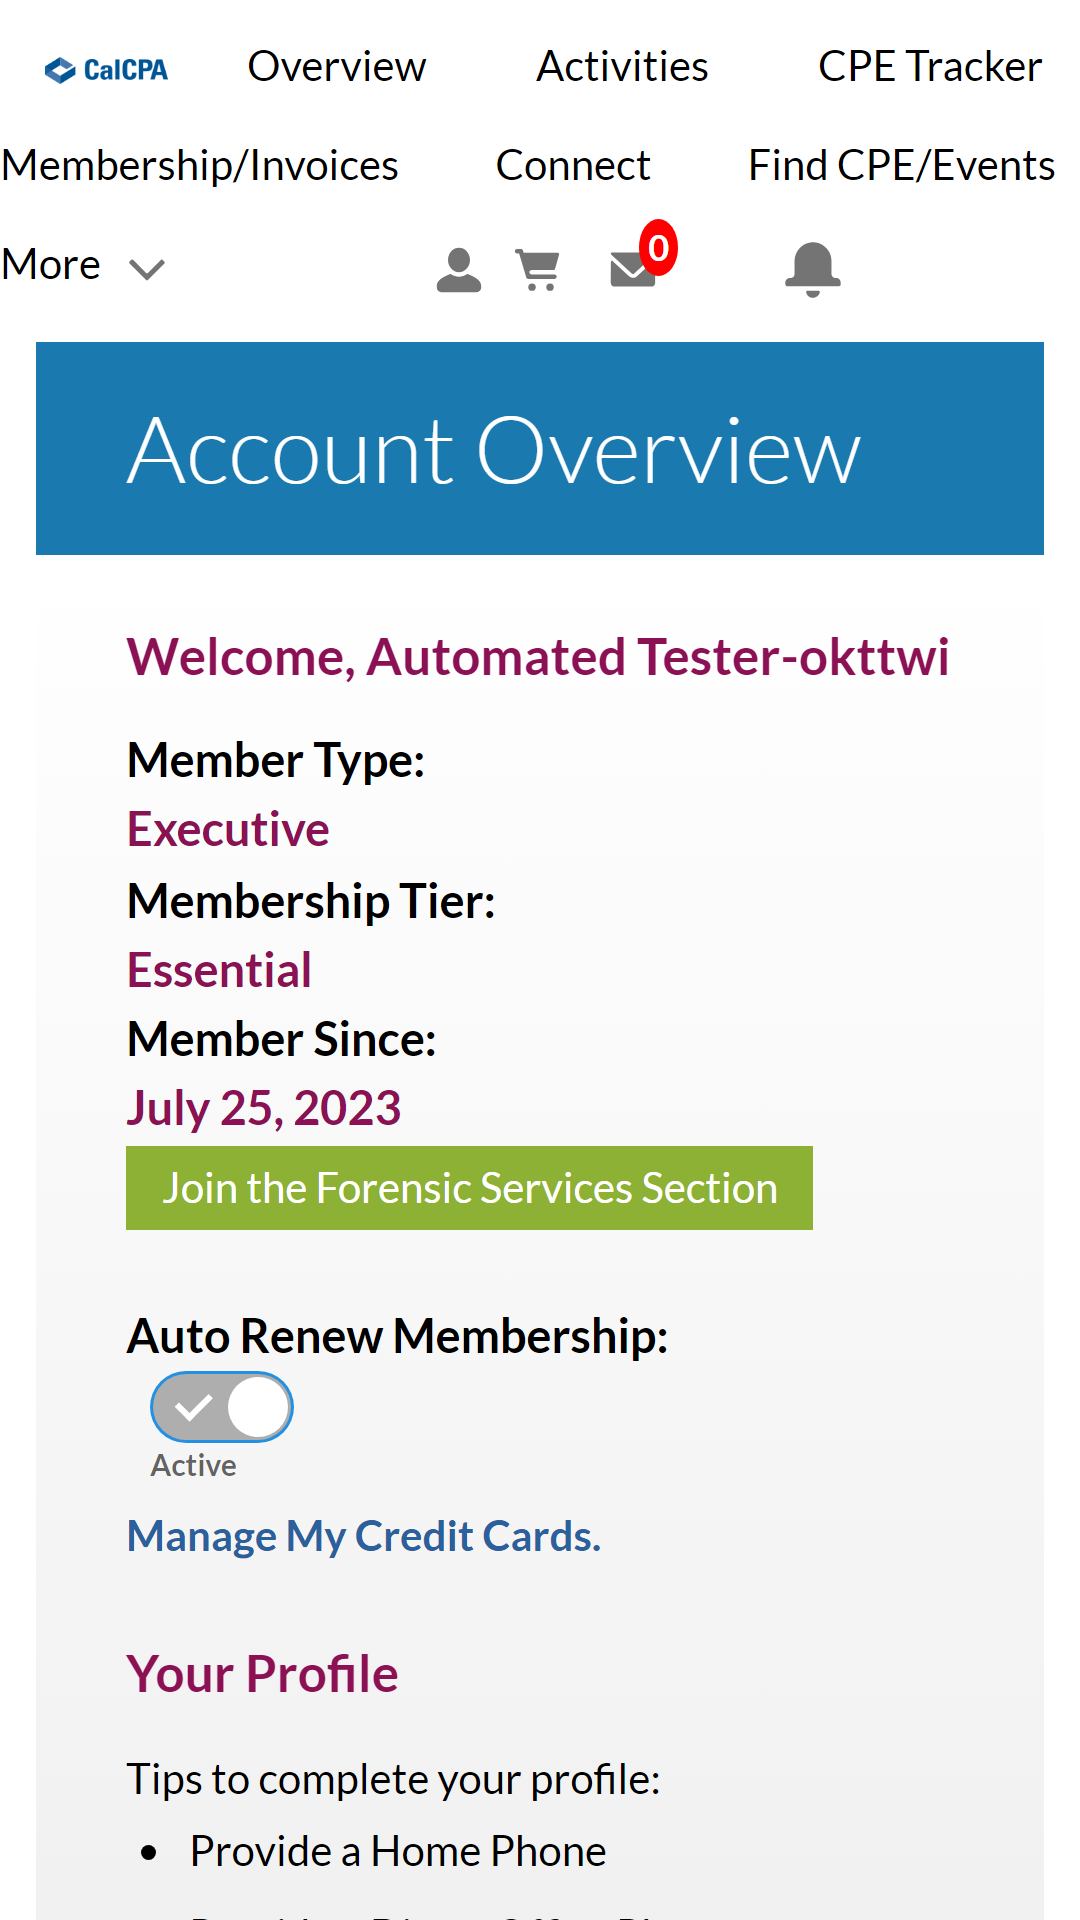 CalCPA Overview Activities CPE Tracker
Membership/Invoices Connect Find CPE/Events
More 0
Account Overview
Welcome, Automated Tester-okttwi
Member Type:
Executive
Membership Tier:
Essential
Member Since:
July 25, 2023
Join the Forensic Services Section
Auto Renew Membership:
Active
Manage My Credit Cards.
Your Profile
Tips to complete your profile:
Provide a Home Phone